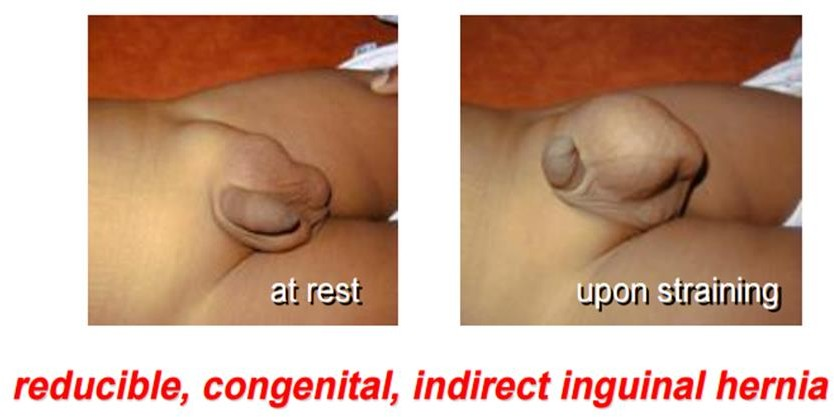 at rest
upon straining
reducible, congenital, indirect inguinal hernia